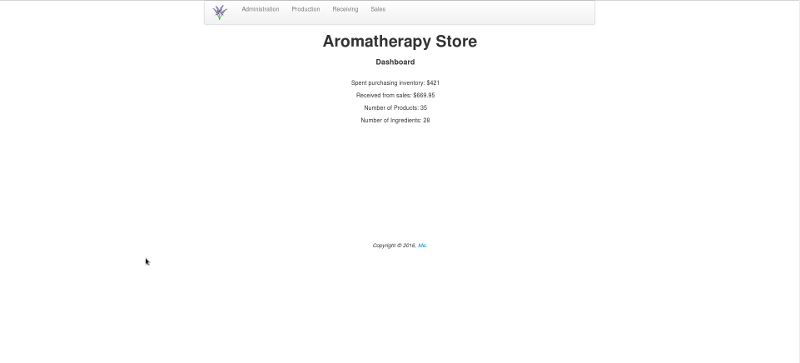 Administration Production Receiving Sales
Aromatherapy Store
Dashboard
Spent purchasing inventory: $421
Received from sales: $669.95
Number of Products: 35
Number of Ingredients: 28
Copyright © 2016, Me.